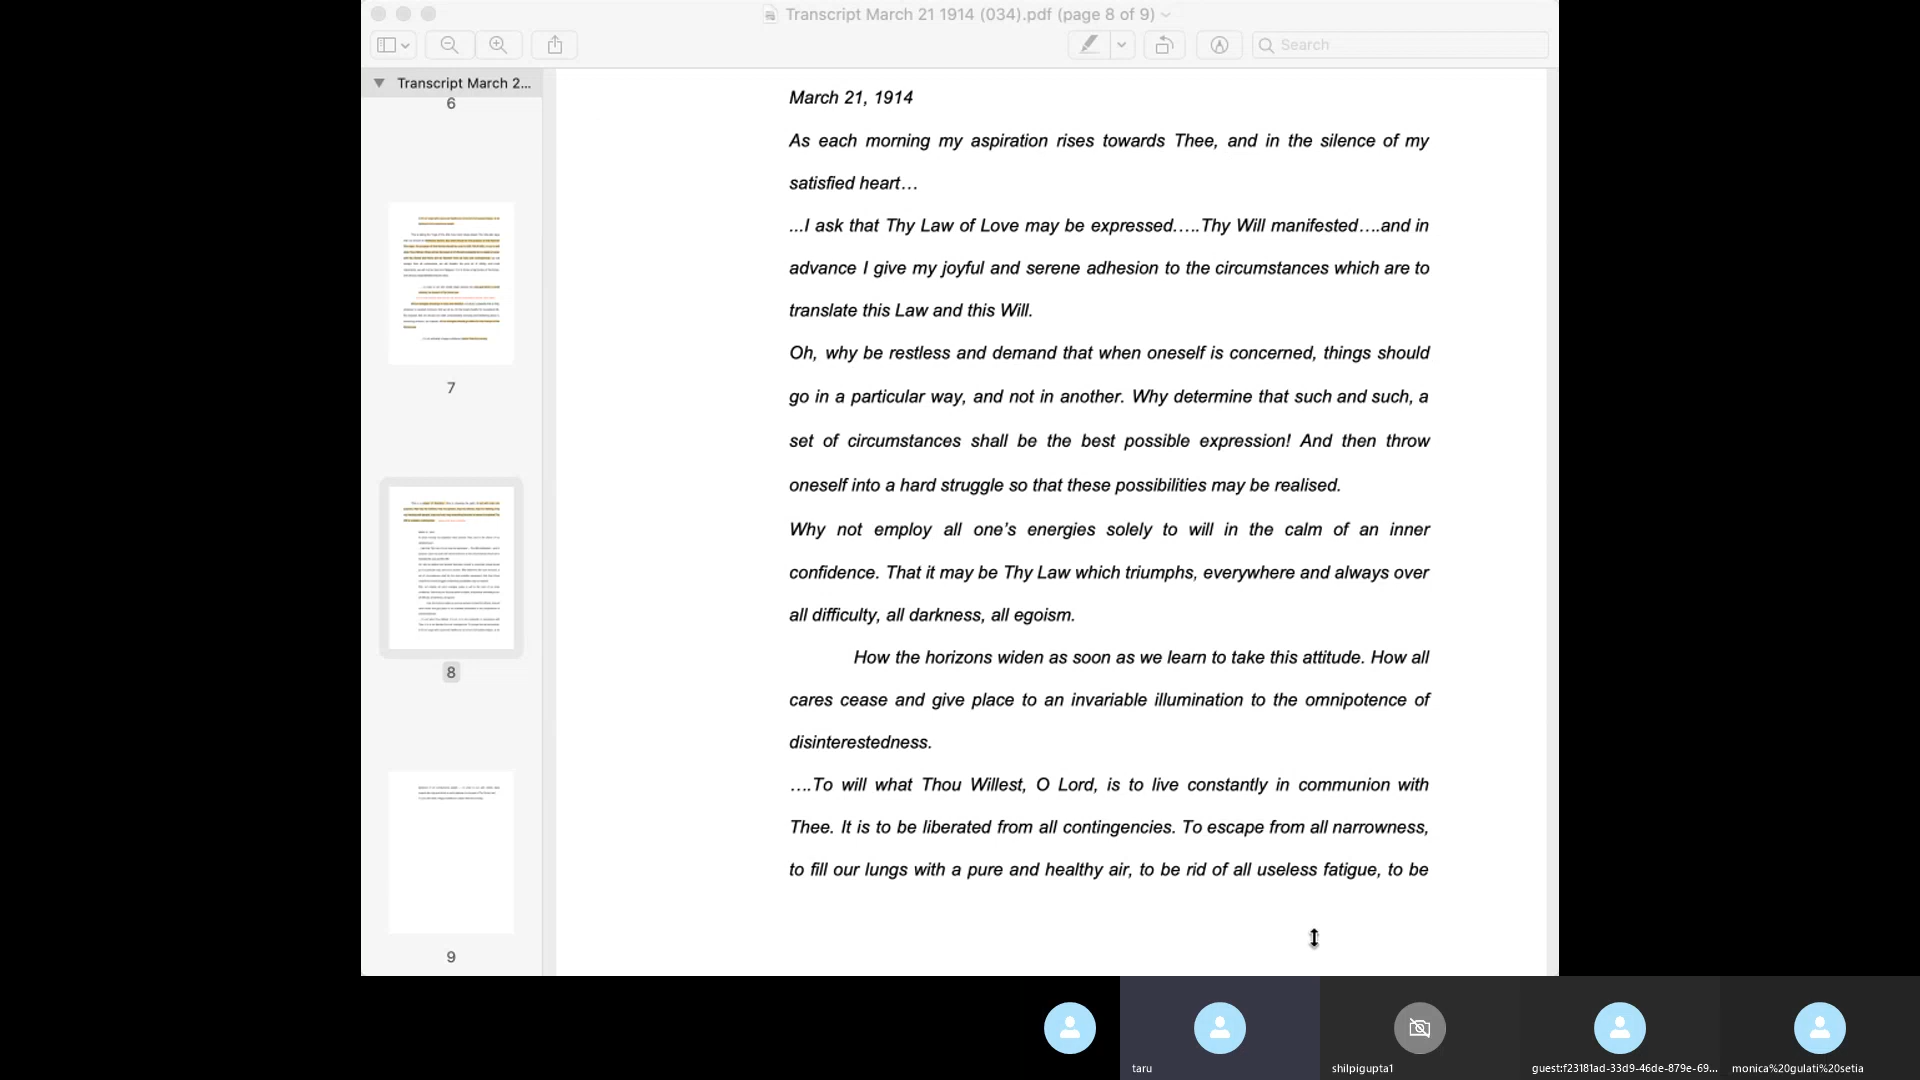 Transcript March 21 1914 (034).pdf (page 8 of 9)
Search
Transcript March 2...
6
7
8
9
March 21, 1914
As each morning my aspiration rises towards Thee, and in the silence of my
satisfied heart…
...I ask that Thy Law of Love may be expressed…..Thy Will manifested….and in
advance I give my joyful and serene adhesion to the circumstances which are to
translate this Law and this Will.
Oh, why be restless and demand that when oneself is concerned, things should
go in a particular way, and not in another. Why determine that such and such, a
set of circumstances shall be the best possible expression! And then throw
oneself into a hard struggle so that these possibilities may be realised.
Why not employ all one’s energies solely to will in the calm of an inner
confidence. That it may be Thy Law which triumphs, everywhere and always over
all difficulty, all darkness, all egoism.
How the horizons widen as soon as we learn to take this attitude. How all
cares cease and give place to an invariable illumination to the omnipotence of
disinterestedness.
….To will what Thou Willest, O Lord, is to live constantly in communion with
Thee. It is to be liberated from all contingencies. To escape from all narrowness,
to fill our lungs with a pure and healthy air, to be rid of all useless fatigue, to be
taru
shilpigupta1
guest:f23181ad-33d9-46de-879e-69...
monica%20gulati%20setia